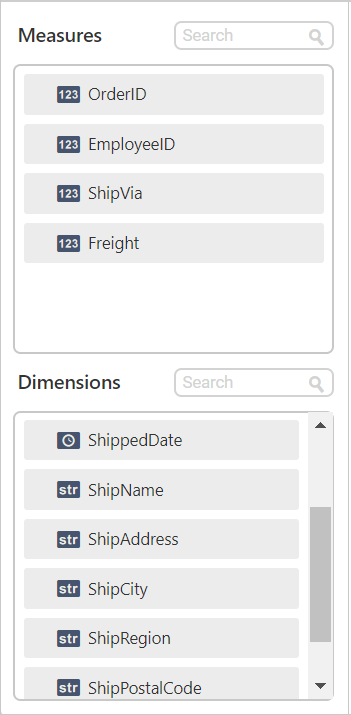 Measures Search
123 OrderID
123 EmployeeID
123 ShipVia
123 Freight
Dimensions Search
ShippedDate
str ShipName
str ShipAddress
str ShipCity
str ShipRegion
str ShipPostalCode